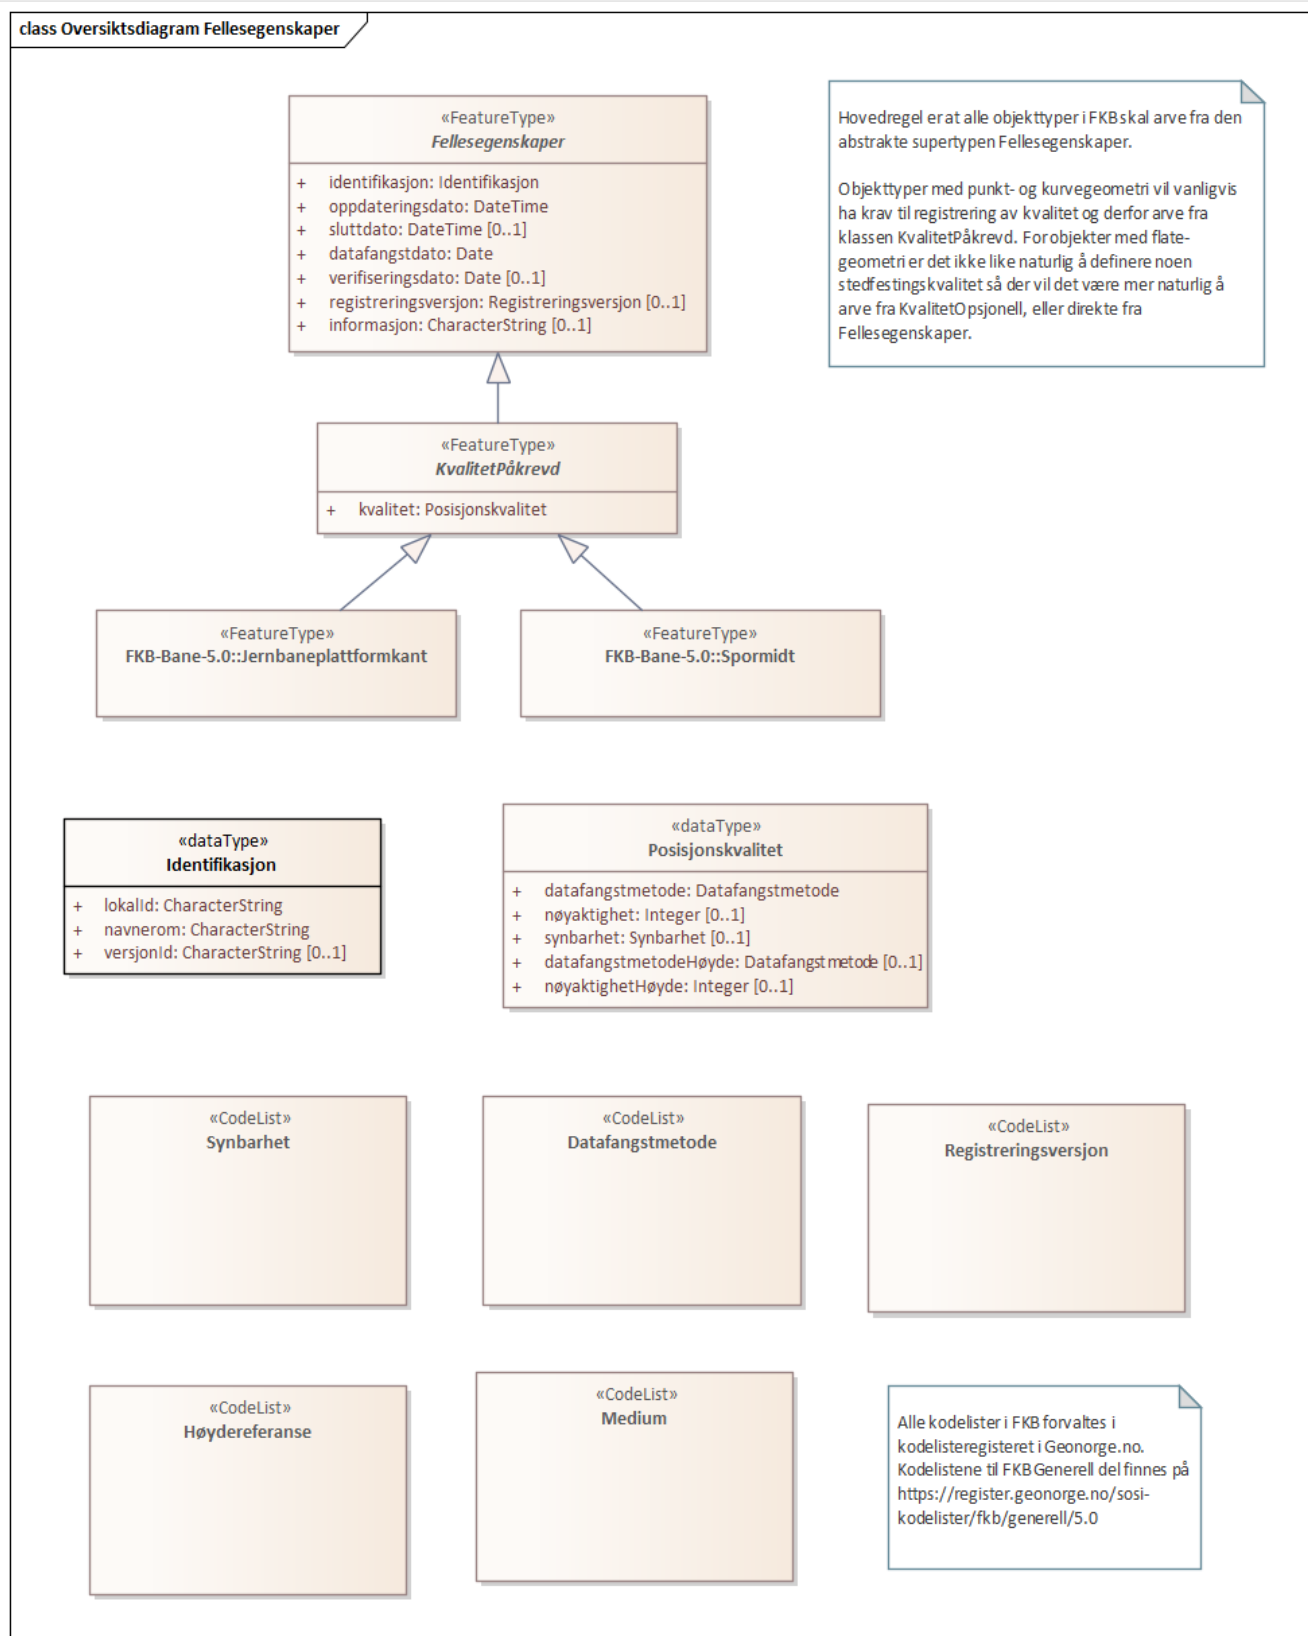 class Oversiktsdiagram Fellesegenskaper
«FeatureType»
Fellesegenskaper
+ identifikasjon: Identifikasjon
+ oppdateringsdato: DateTime
+ sluttdato: DateTime [0..1]
+ datafangstdato: Date
+ verifiseringsdato: Date [0..1]
+ registreringsversjon: Registreringsversjon [0..1]
+ informasjon: CharacterString [0..1]
Hovedregel er at alle objekttyper i FKB skal arve fra den
abstrakte supertypen Fellesegenskaper.
Objekttyper med punkt- og kurvegeometri vil vanligvis
ha krav til registrering av kvalitet og derfor arve fra
klassen KvalitetPåkrevd. For objekter med flate-
geometri er det ikke like naturlig å definere noen
stedfestingskvalitet så der vil det være mer naturlig å
arve fra KvalitetOpsjonell, eller direkte fra
Fellesegenskaper.
«FeatureType»
KvalitetPåkrevd
+ kvalitet: Posisjonskvalitet
«FeatureType»
FKB-Bane-5.0::Jernbaneplattformkant
«FeatureType»
FKB-Bane-5.0::Spormidt
«dataType»
Identifikasjon
+ lokalId: CharacterString
+ navnerom: CharacterString
+ versjonId: CharacterString [0..1]
«dataType»
Posisjonskvalitet
+ datafangstmetode: Datafangstmetode
+ nøyaktighet: Integer [0..1]
+ synbarhet: Synbarhet [0..1]
+ datafangstmetodeHøyde: Datafangstmetode [0..1]
+ nøyaktighetHøyde: Integer [0..1]
«CodeList»
Synbarhet
«CodeList»
Datafangstmetode
«CodeList»
Registreringsversjon
«CodeList»
Høydereferanse
«CodeList»
Medium
Alle kodelister i FKB forvaltes i
kodelisteregisteret i Geonorge.no.
Kodelistene til FKB Generell del finnes på
https://register.geonorge.no/sosi-
kodelister/fkb/generell/5.0